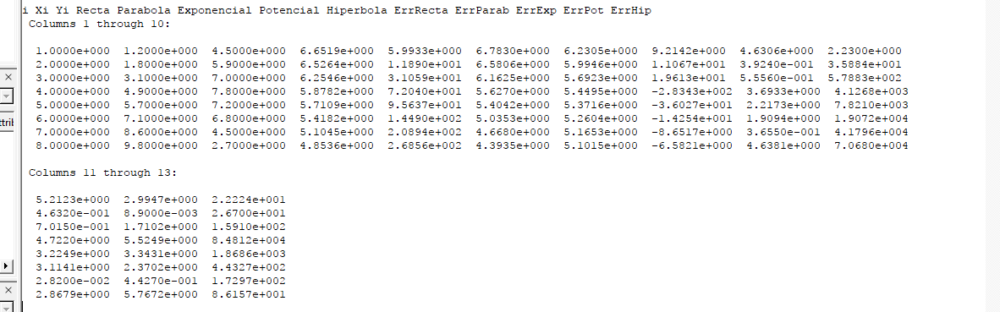 i Xi Yi Recta Parabola Exponencial Potencial Hiperbola ErrRecta ErrParab ErrExp ErrPot ErrHip
Columns 1 through 10:
1.0000e+000 1.2000e+000 4.5000e+000 6.6519e+000 5.9933e+000 6.7830e+000 6.2305e+000 9.2142e+000 4.6306e+000 2.2300e+000
2.0000e+000 1.8000e+000 5.9000e+000 6.5264e+000 1.1890e+001 6.5806e+000 5.9946e+000 1.1067e+001 3.9240e-001 3.5884e+001
3.0000e+000 3.1000e+000 7.0000e+000 6.2546e+000 3.1059e+001 6.1625e+000 5.6923e+000 1.9613e+001 5.5560e-001 5.7883e+002
4.0000e+000 4.9000e+000 7.8000e+000 5.8782e+000 7.2040e+001 5.6270e+000 5.4495e+000 -2.8343e+002 3.6933e+000 4.1268e+003
5.0000e+000 5.7000e+000 7.2000e+000 5.7109e+000 9.5637e+001 5.4042e+000 5.3716e+000 -3.6027e+001 2.2173e+000 7.8210e+003
6.0000e+000 7.1000e+000 6.8000e+000 5.4182e+000 1.4490e+002 5.0353e+000 5.2604e+000 -1.4254e+001 1.9094e+000 1.9072e+004
ttril
7.0000e+000 8.6000e+000 4.5000e+000 5.1045e+000 2.0894e+002 4.6680e+000 5.1653e+000 -8.6517e+000 3.6550e-001 4.1796e+004
8.0000e+000 9.8000e+000 2.7000e+000 4.8536e+000 2.6856e+002 4.3935e+000 5.1015e+000 -6.5821e+000 4.6381e+000 7.0680e+004
Columns 11 through 13:
5.2123e+000 2.9947e+000 2.2224e+001
4.6320e-001 8.9000e-003 2.6700e+001
7.0150e-001 1.7102e+000 1.5910e+002
4.7220e+000 5.5249e+000 8.4812e+004
3.2249e+000 3.3431e+000 1.8686e+003
3.1141e+000 2.3702e+000 4.4327e+002
2.8200e-002 4.4270e-001 1.7297e+002
2.8679e+000 5.7672e+000 8.6157e+001